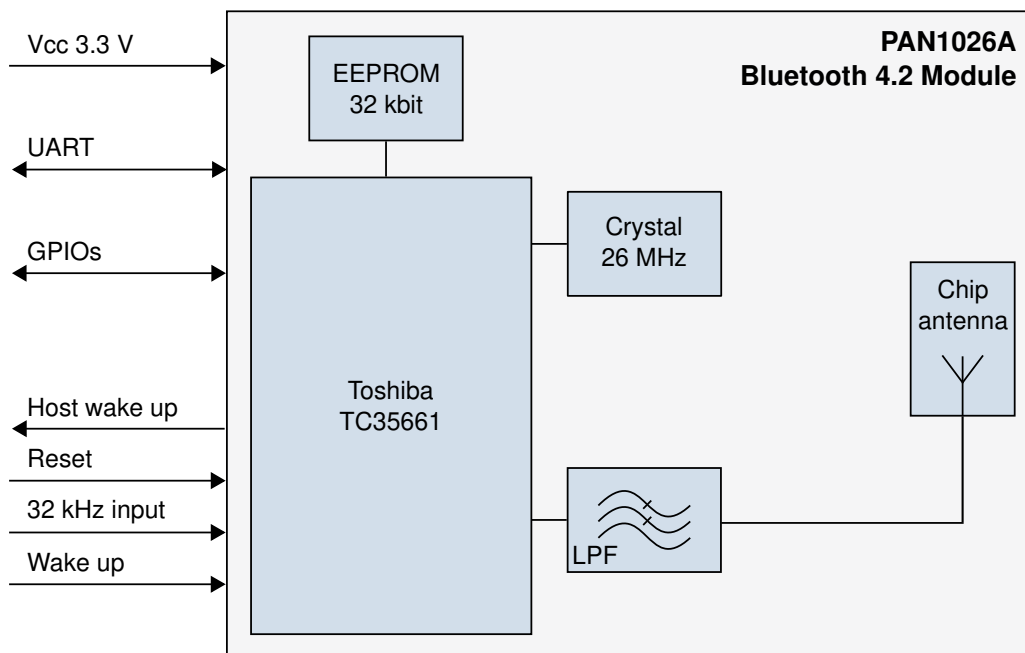 Vcc 3.3 V
UART
GPIOs
Host wake up
Reset
32 kHz input
Wake up
PAN1026A
Bluetooth 4.2 Module
EEPROM
32 kbit
Crystal
26 MHz
Chip
antenna
Toshiba
TC35661
LPF